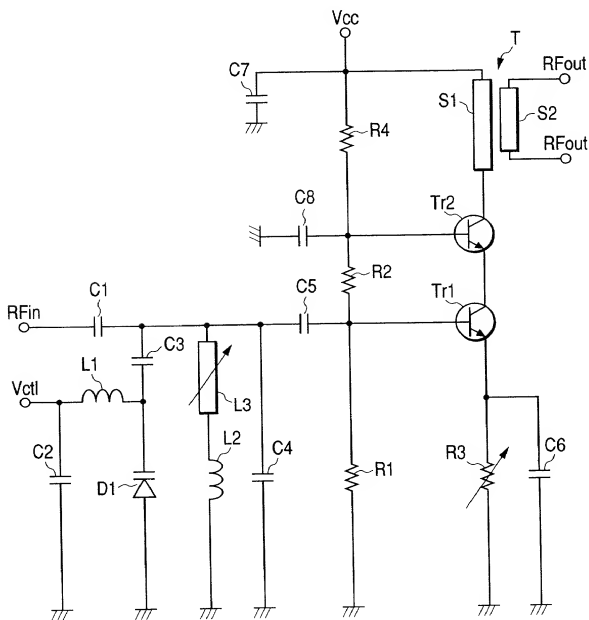 Vcc
T
C7
RFout
S1
S2
R4
RFout
C8
Tr2
R2
C5
Tr1
C1
RFin
C3
L1
Vctl
L3
L2
C2
C4
R1
R3
C6
D1